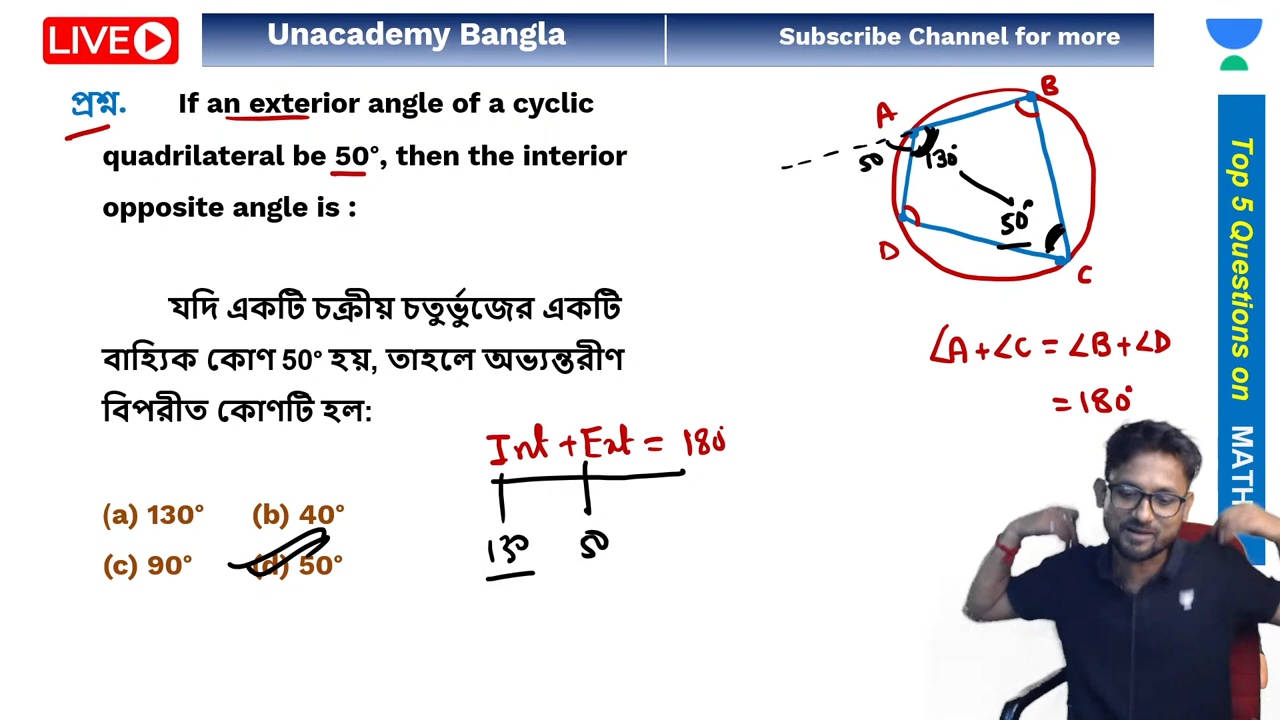 LIVE
Unacademy Bangla
Subscribe Channel for more
প্রশ্ন. If an exterior angle of a cyclic
quadrilateral be 50°, then the interior
opposite angle is :
যদি একটি চক্রীয় চতুর্ভুজের একটি
বাহ্যিক কোণ 50° হয়, তাহলে অভ্যন্তরীণ
বিপরীত কোণটি হল:
(a) 130° (b) 40°
(c) 90° (d) 50°
Int + Ext = 180°
130 50
A
B
50
130°
50°
D
C
∠A+∠C = ∠B+∠D
= 180°
Top 5 Questions on MATH